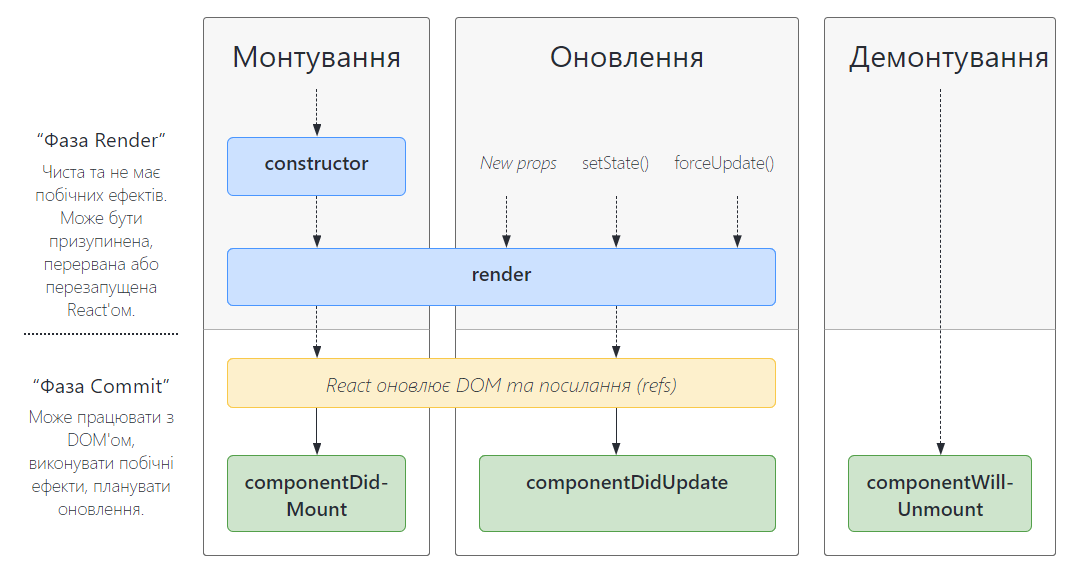 Монтування
Оновлення
Демонтування
“Фаза Render”
Чиста та не має
побічних ефектів.
Може бути
призупинена,
перервана або
перезапущена
React'ом.
constructor
New props
setState()
forceUpdate()
render
“Фаза Commit”
Може працювати з
DOM'ом,
виконувати побічні
ефекти, планувати
оновлення.
React оновлює DOM та посилання (refs)
componentDid-
Mount
componentDidUpdate
componentWill-
Unmount